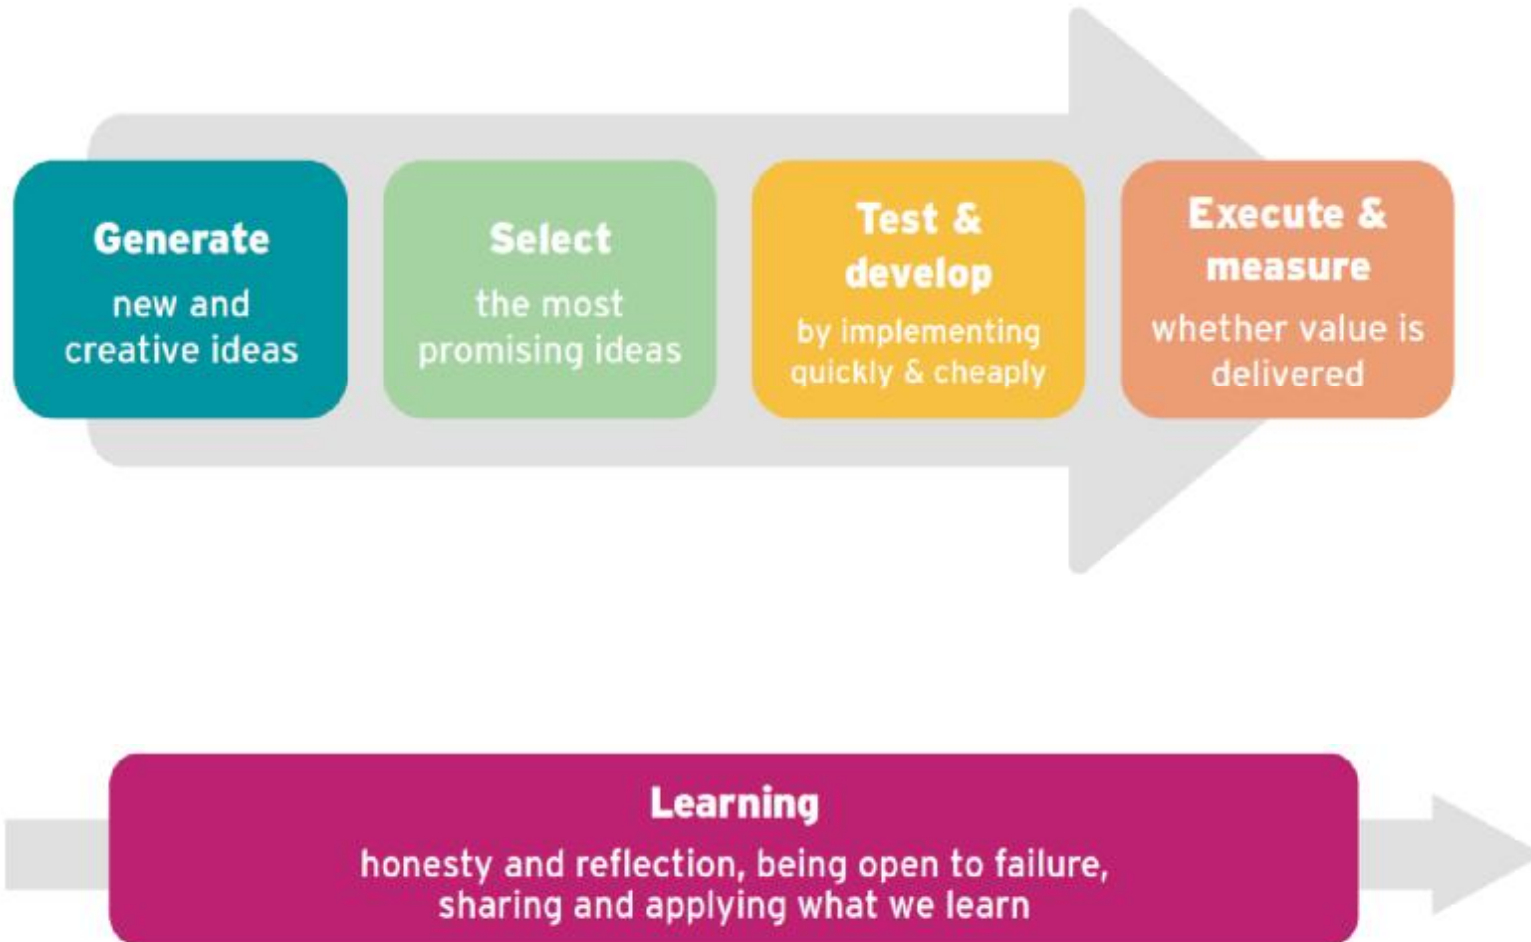 Generate
new and
creative ideas
Select
the most
promising ideas
Test &
develop
by implementing
quickly & cheaply
Execute &
measure
whether value is
delivered
Learning
honesty and reflection, being open to failure,
sharing and applying what we learn